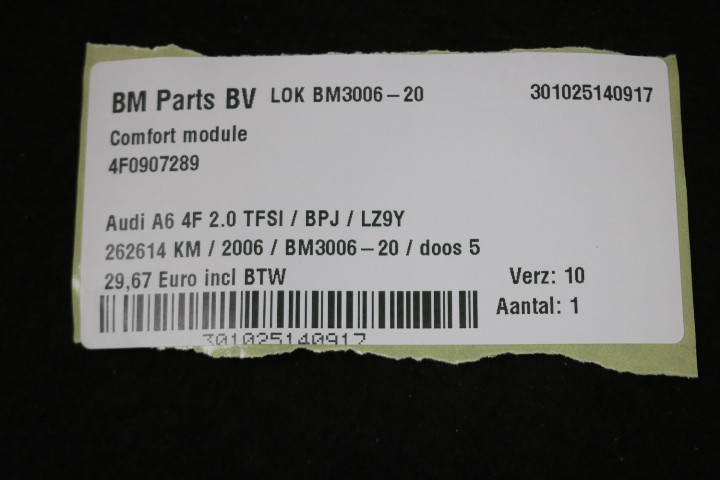 BM Parts BV LOK BM3006-20 301025140917
Comfort module
4F0907289
Audi A6 4F 2.0 TFSI / BPJ / LZ9Y
262614 KM / 2006 / BM3006-20 / doos 5
29,67 Euro incl BTW Verz: 10
Aantal: 1
301025140917